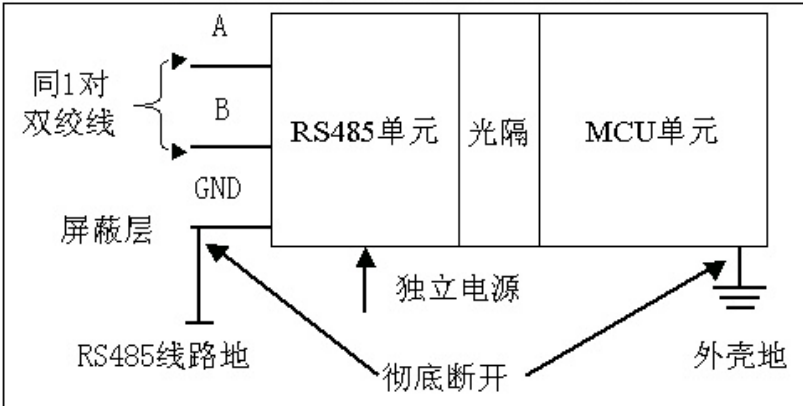 A
同1对
双绞线
B
RS485单元
光隔
MCU单元
GND
屏蔽层
独立电源
RS485线路地
彻底断开
外壳地